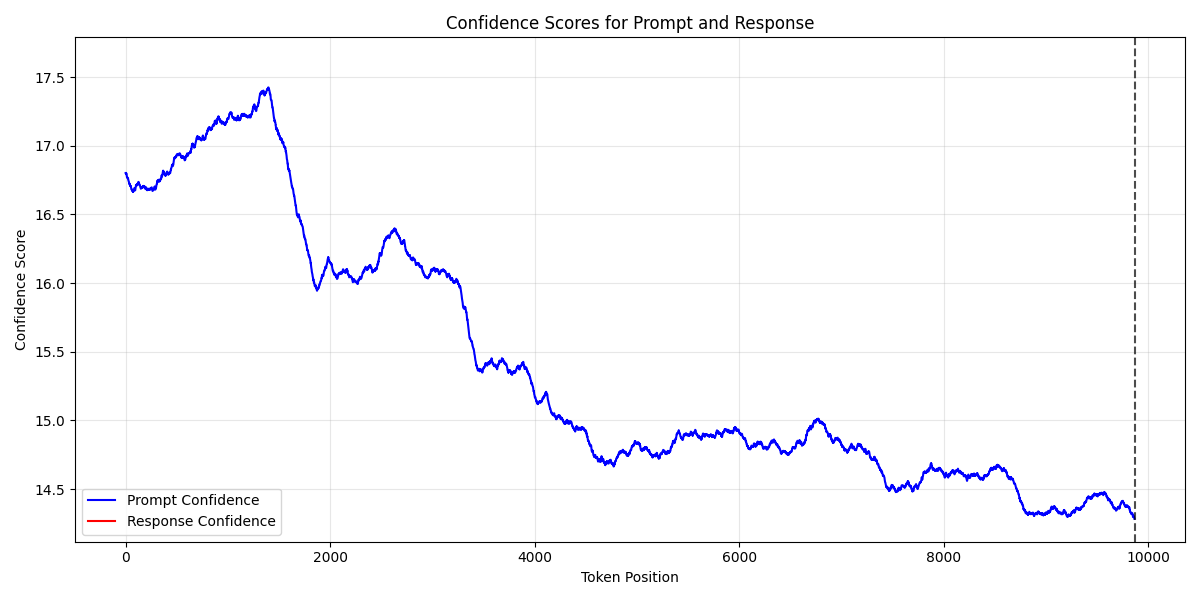 Confidence Scores for Prompt and Response
Confidence Score
17.5
17.0
16.5
16.0
15.5
15.0
14.5
Prompt Confidence
Response Confidence
0 2000 4000 6000 8000 10000
Token Position